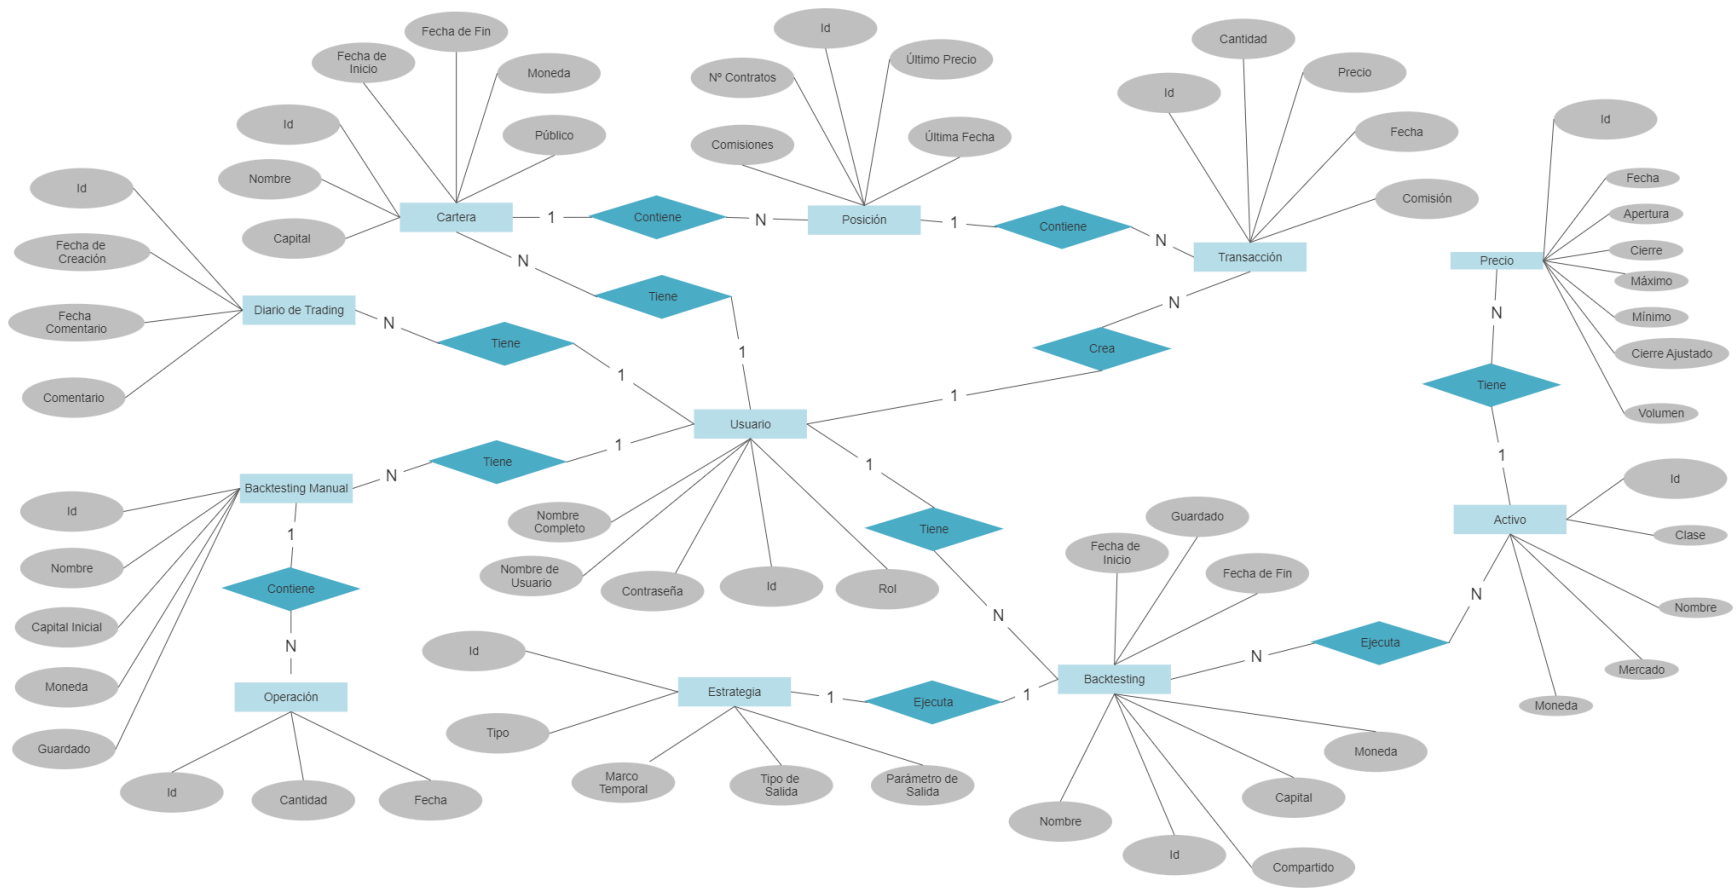 Fecha de Fin
Fecha de
Inicio
Moneda
Id
Público
Nombre
Capital
Cartera
Id
Nº Contratos
Último Precio
Comisiones
Última Fecha
Posición
Cantidad
Id
Precio
Fecha
Comisión
Transacción
Id
Fecha
Apertura
Cierre
Máximo
Mínimo
Cierre Ajustado
Volumen
Precio
1
Contiene
N
1
Contiene
N
Id
Fecha de
Creación
Fecha
Comentario
Comentario
Diario de Trading
N
Tiene
1
N
Tiene
1
N
Crea
1
N
Tiene
1
Usuario
Nombre
Completo
Nombre de
Usuario
Contraseña
Id
Rol
1
Tiene
N
Backtesting Manual
N
Tiene
1
Id
Nombre
Capital Inicial
Moneda
Guardado
1
Contiene
N
Operación
Id
Cantidad
Fecha
Id
Tipo
Marco
Temporal
Tipo de
Salida
Parámetro de
Salida
Estrategia
1
Ejecuta
1
Backtesting
Fecha de
Inicio
Guardado
Fecha de Fin
Moneda
Capital
Compartido
Id
Nombre
N
Ejecuta
N
Activo
Id
Clase
Nombre
Mercado
Moneda